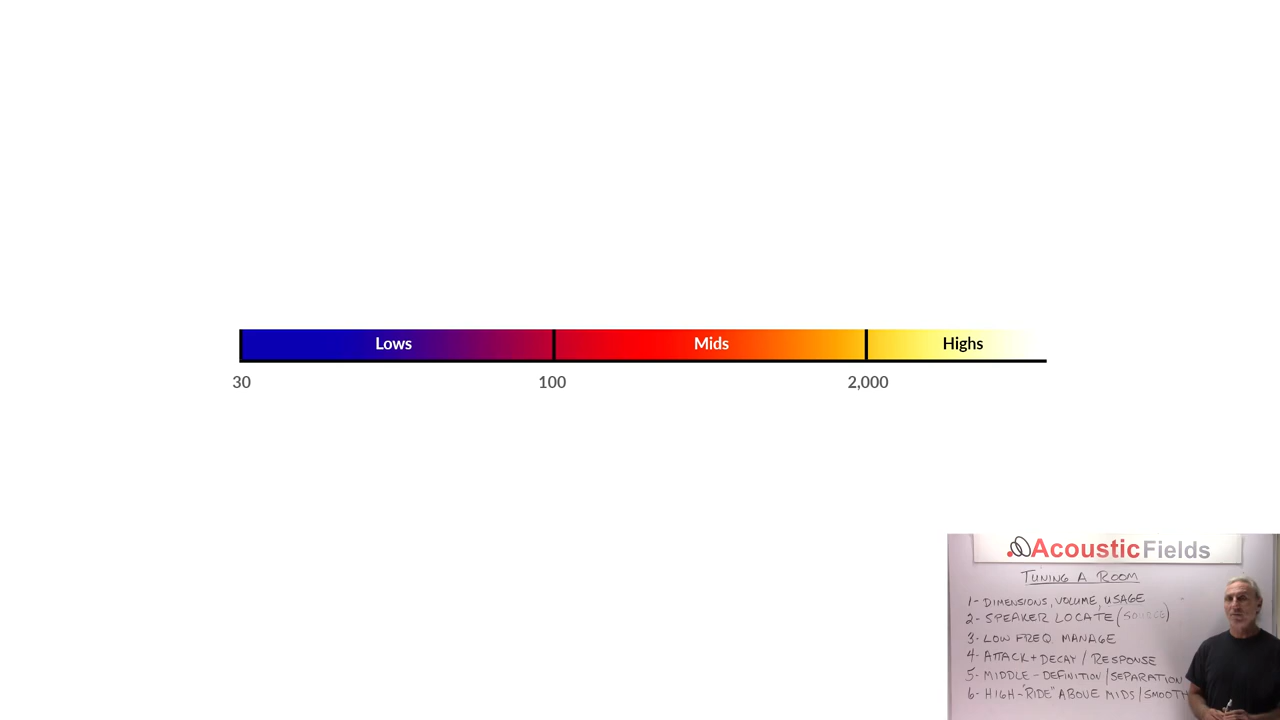 Lows Mids Highs
30 100 2,000
AcousticFields
TUNING A ROOM
1- DIMENSIONS, VOLUME, USAGE
2- SPEAKER LOCATE (SOURCE)
3- LOW FREQ. MANAGE
4- ATTACK + DECAY / RESPONSE
5- MIDDLE - DEFINITION / SEPARATION
6- HIGH - "RIDE" ABOVE MIDS / SMOOTH